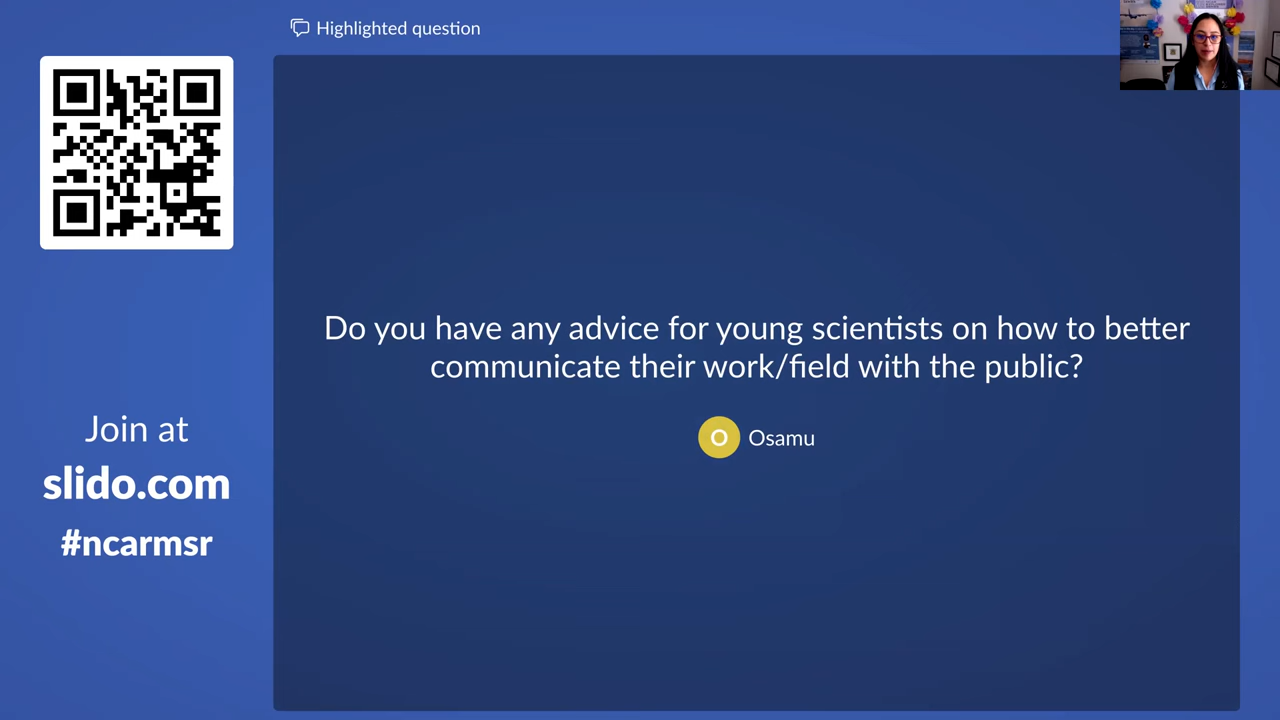 Highlighted question
Do you have any advice for young scientists on how to better
communicate their work/field with the public?
O Osamu
Join at
slido.com
#ncarmsr